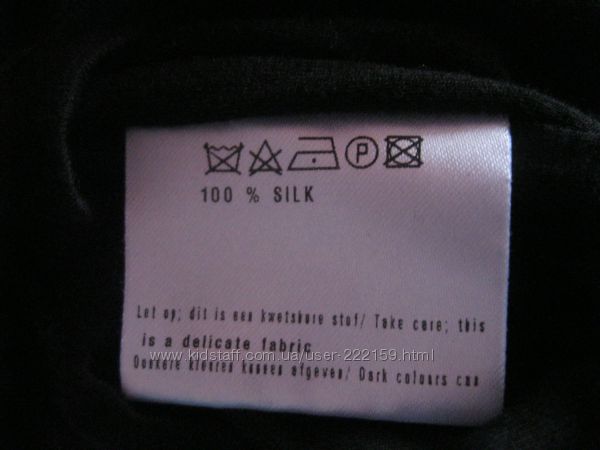 P
100 % SILK
Let op; dit is een kwetsbare stof/ Take care; this
is a delicate fabric
www.kidstaff.com.ua/user-222159.html
Donkere kleuren kunnen afgeven/ Dark colours can